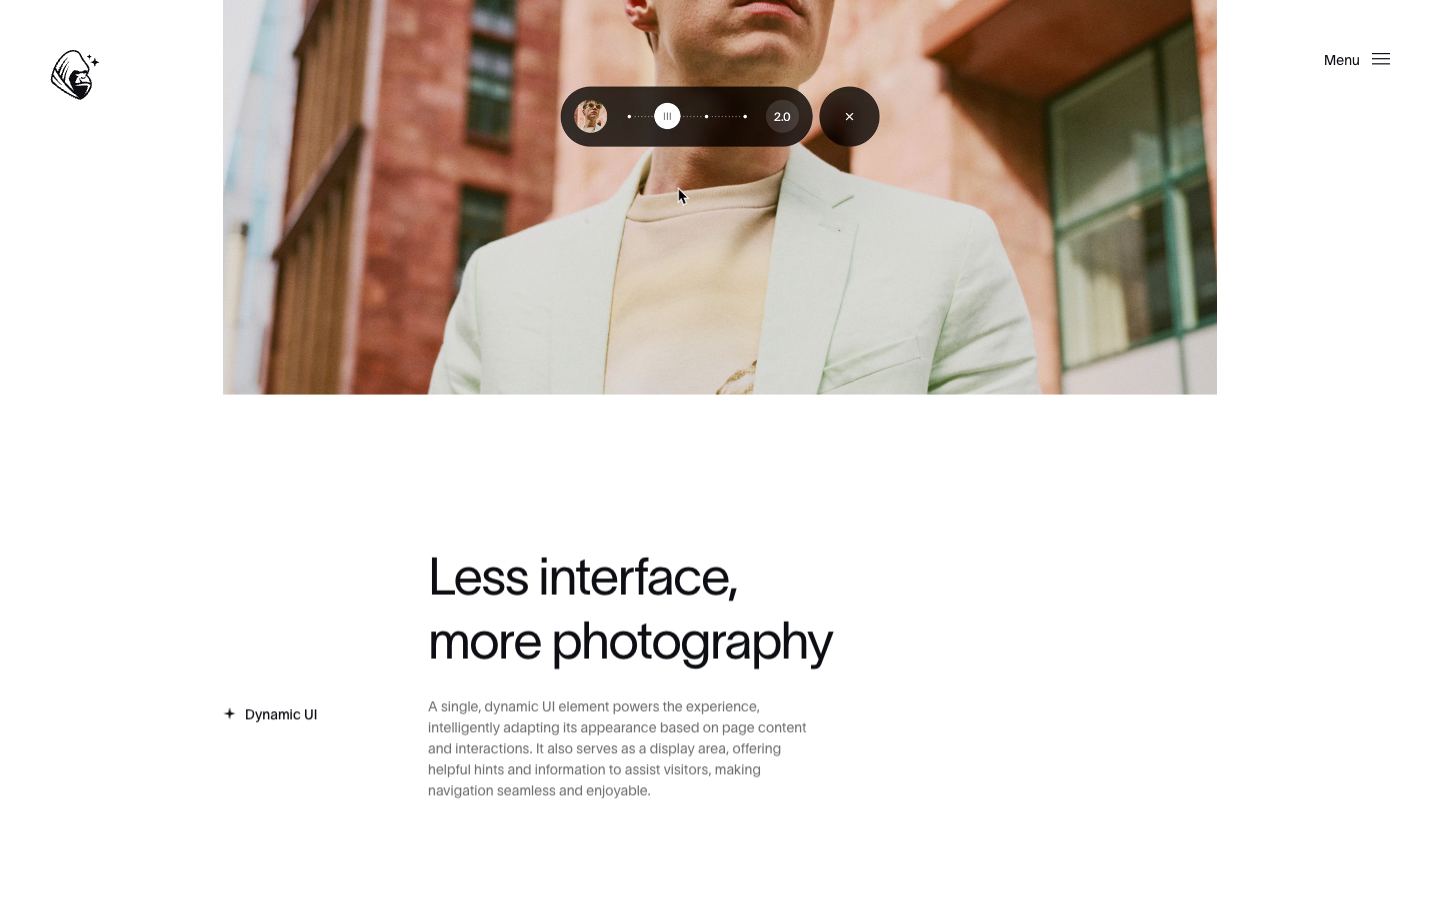 Menu
2.0
Less interface,
more photography
Dynamic UI
A single, dynamic UI element powers the experience,
intelligently adapting its appearance based on page content
and interactions. It also serves as a display area, offering
helpful hints and information to assist visitors, making
navigation seamless and enjoyable.